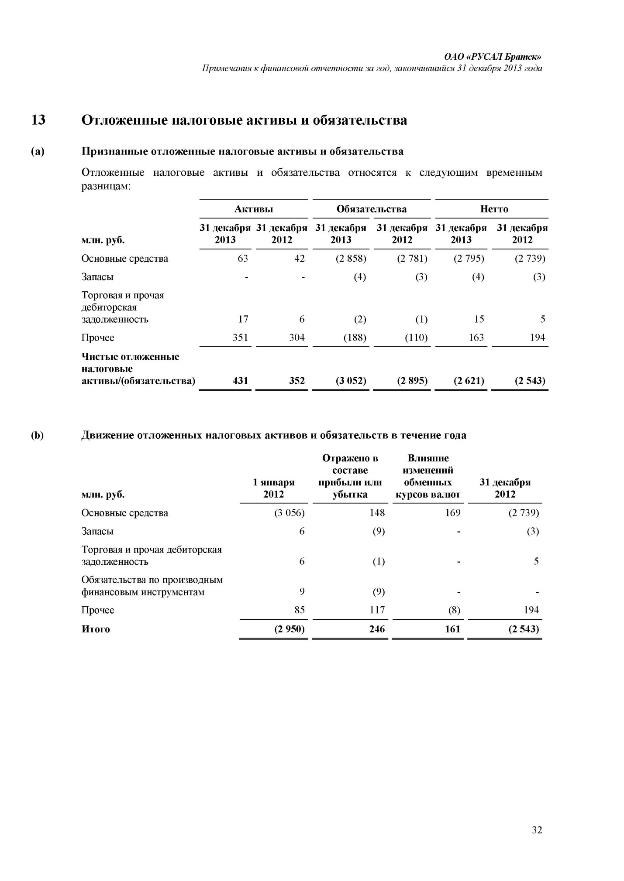 ОАО «РУСАЛ Братск»
Примечания к финансовой отчетности за год, закончившийся 31 декабря 2013 года
13 Отложенные налоговые активы и обязательства
(a) Признанные отложенные налоговые активы и обязательства
Отложенные налоговые активы и обязательства относятся к следующим временным
разницам:
Активы Обязательства Нетто
31 декабря 31 декабря 31 декабря 31 декабря 31 декабря 31 декабря
млн. руб. 2013 2012 2013 2012 2013 2012
Основные средства 63 42 (2 858) (2 781) (2 795) (2 739)
Запасы - - (4) (3) (4) (3)
Торговая и прочая
дебиторская
задолженность 17 6 (2) (1) 15 5
Прочее 351 304 (188) (110) 163 194
Чистые отложенные
налоговые
активы/(обязательства) 431 352 (3 052) (2 895) (2 621) (2 543)
(b) Движение отложенных налоговых активов и обязательств в течение года
Отражено в Влияние
составе изменений
1 января прибыли или обменных 31 декабря
млн. руб. 2012 убытка курсов валют 2012
Основные средства (3 056) 148 169 (2 739)
Запасы 6 (9) - (3)
Торговая и прочая дебиторская
задолженность 6 (1) - 5
Обязательства по производным
финансовым инструментам 9 (9) - -
Прочее 85 117 (8) 194
Итого (2 950) 246 161 (2 543)
32